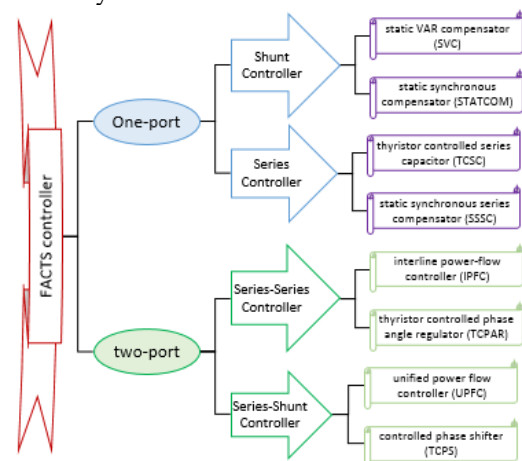 FACTS controller
One-port
Shunt
Controller
static VAR compensator
(SVC)
static synchronous
compensator (STATCOM)
Series
Controller
thyristor controlled series
capacitor (TCSC)
static synchronous series
compensator (SSSC)
two-port
Series-Series
Controller
interline power-flow
controller (IPFC)
thyristor controlled phase
angle regulator (TCPAR)
Series-Shunt
Controller
unified power flow
controller (UPFC)
controlled phase shifter
(TCPS)